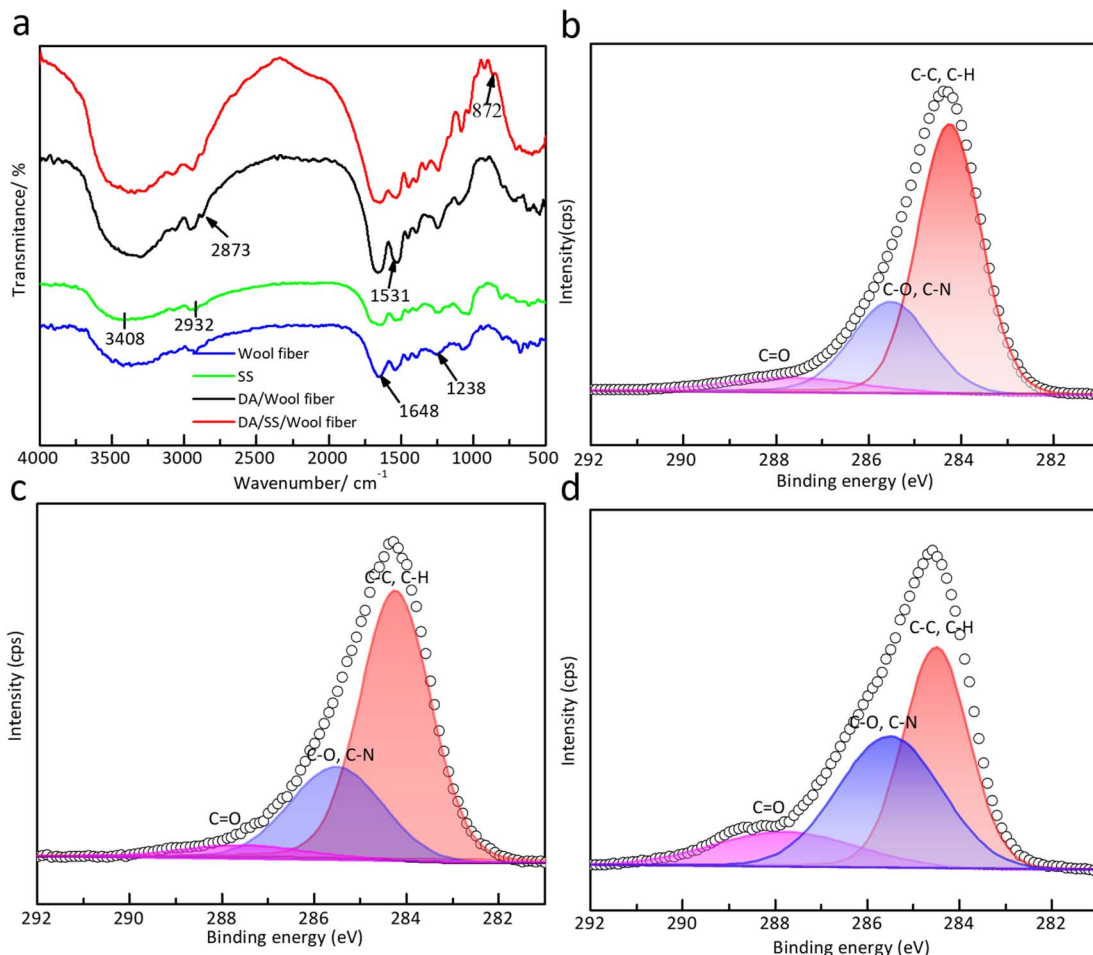 a
Transmitance/ %
872
2873
1531
3408
2932
Wool fiber
SS
DA/Wool fiber
DA/SS/Wool fiber
1238
1648
4000 3500 3000 2500 2000 1500 1000 500
Wavenumber/ cm-1
b
Intensity(cps)
C-C, C-H
C-O, C-N
C=O
292 290 288 286 284 282
Binding energy (eV)
c
Intensity (cps)
C-C, C-H
C-O, C-N
C=O
292 290 288 286 284 282
Binding energy (eV)
d
Intensity (cps)
C-C, C-H
C-O, C-N
C=O
292 290 288 286 284 282
Binding energy (eV)